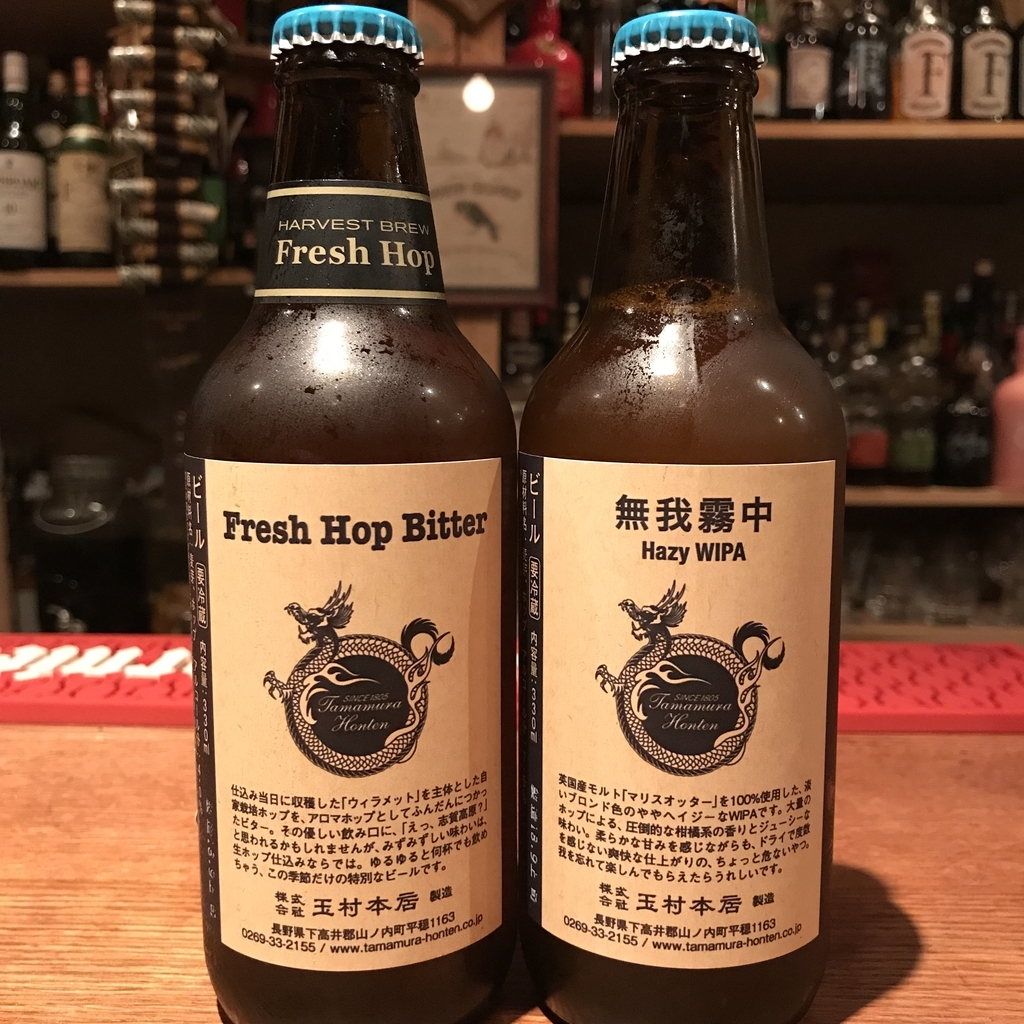 HARVEST BREW
Fresh Hop
Fresh Hop Bitter
SINCE 1805
Tamamura
Honten
仕込み当日に収穫した「ウィラメット」を主体とした自
家栽培ホップを、アロマホップとしてふんだんにつかっ
たビター。その優しい飲み口に、「えっ、志賀高原？」
と思われるかもしれませんが、みずみずしい味わいは、
生ホップ仕込みならでは。ゆるゆると何杯でも飲め
ちゃう、この季節だけの特別なビールです。
株式会社 玉村本店 製造
長野県下高井郡山ノ内町平穏1163
0269-33-2155 / www.tamamura-honten.co.jp
ビール 要冷蔵 内容量：330ml
無我霧中
Hazy WIPA
SINCE 1805
Tamamura
Honten
英国産モルト「マリスオッター」を100%使用した、淡
いブロンド色のややヘイジーなWIPAです。大量の
ホップによる、圧倒的な柑橘系の香りとジューシーな
味わい。柔らかな甘みを感じながらも、ドライで度数
を感じない爽快な仕上がりの、ちょっと危ないやつ。
我を忘れて楽しんでもらえたらうれしいです。
株式会社 玉村本店 製造
長野県下高井郡山ノ内町平穏1163
0269-33-2155 / www.tamamura-honten.co.jp
ビール 要冷蔵 内容量：330ml